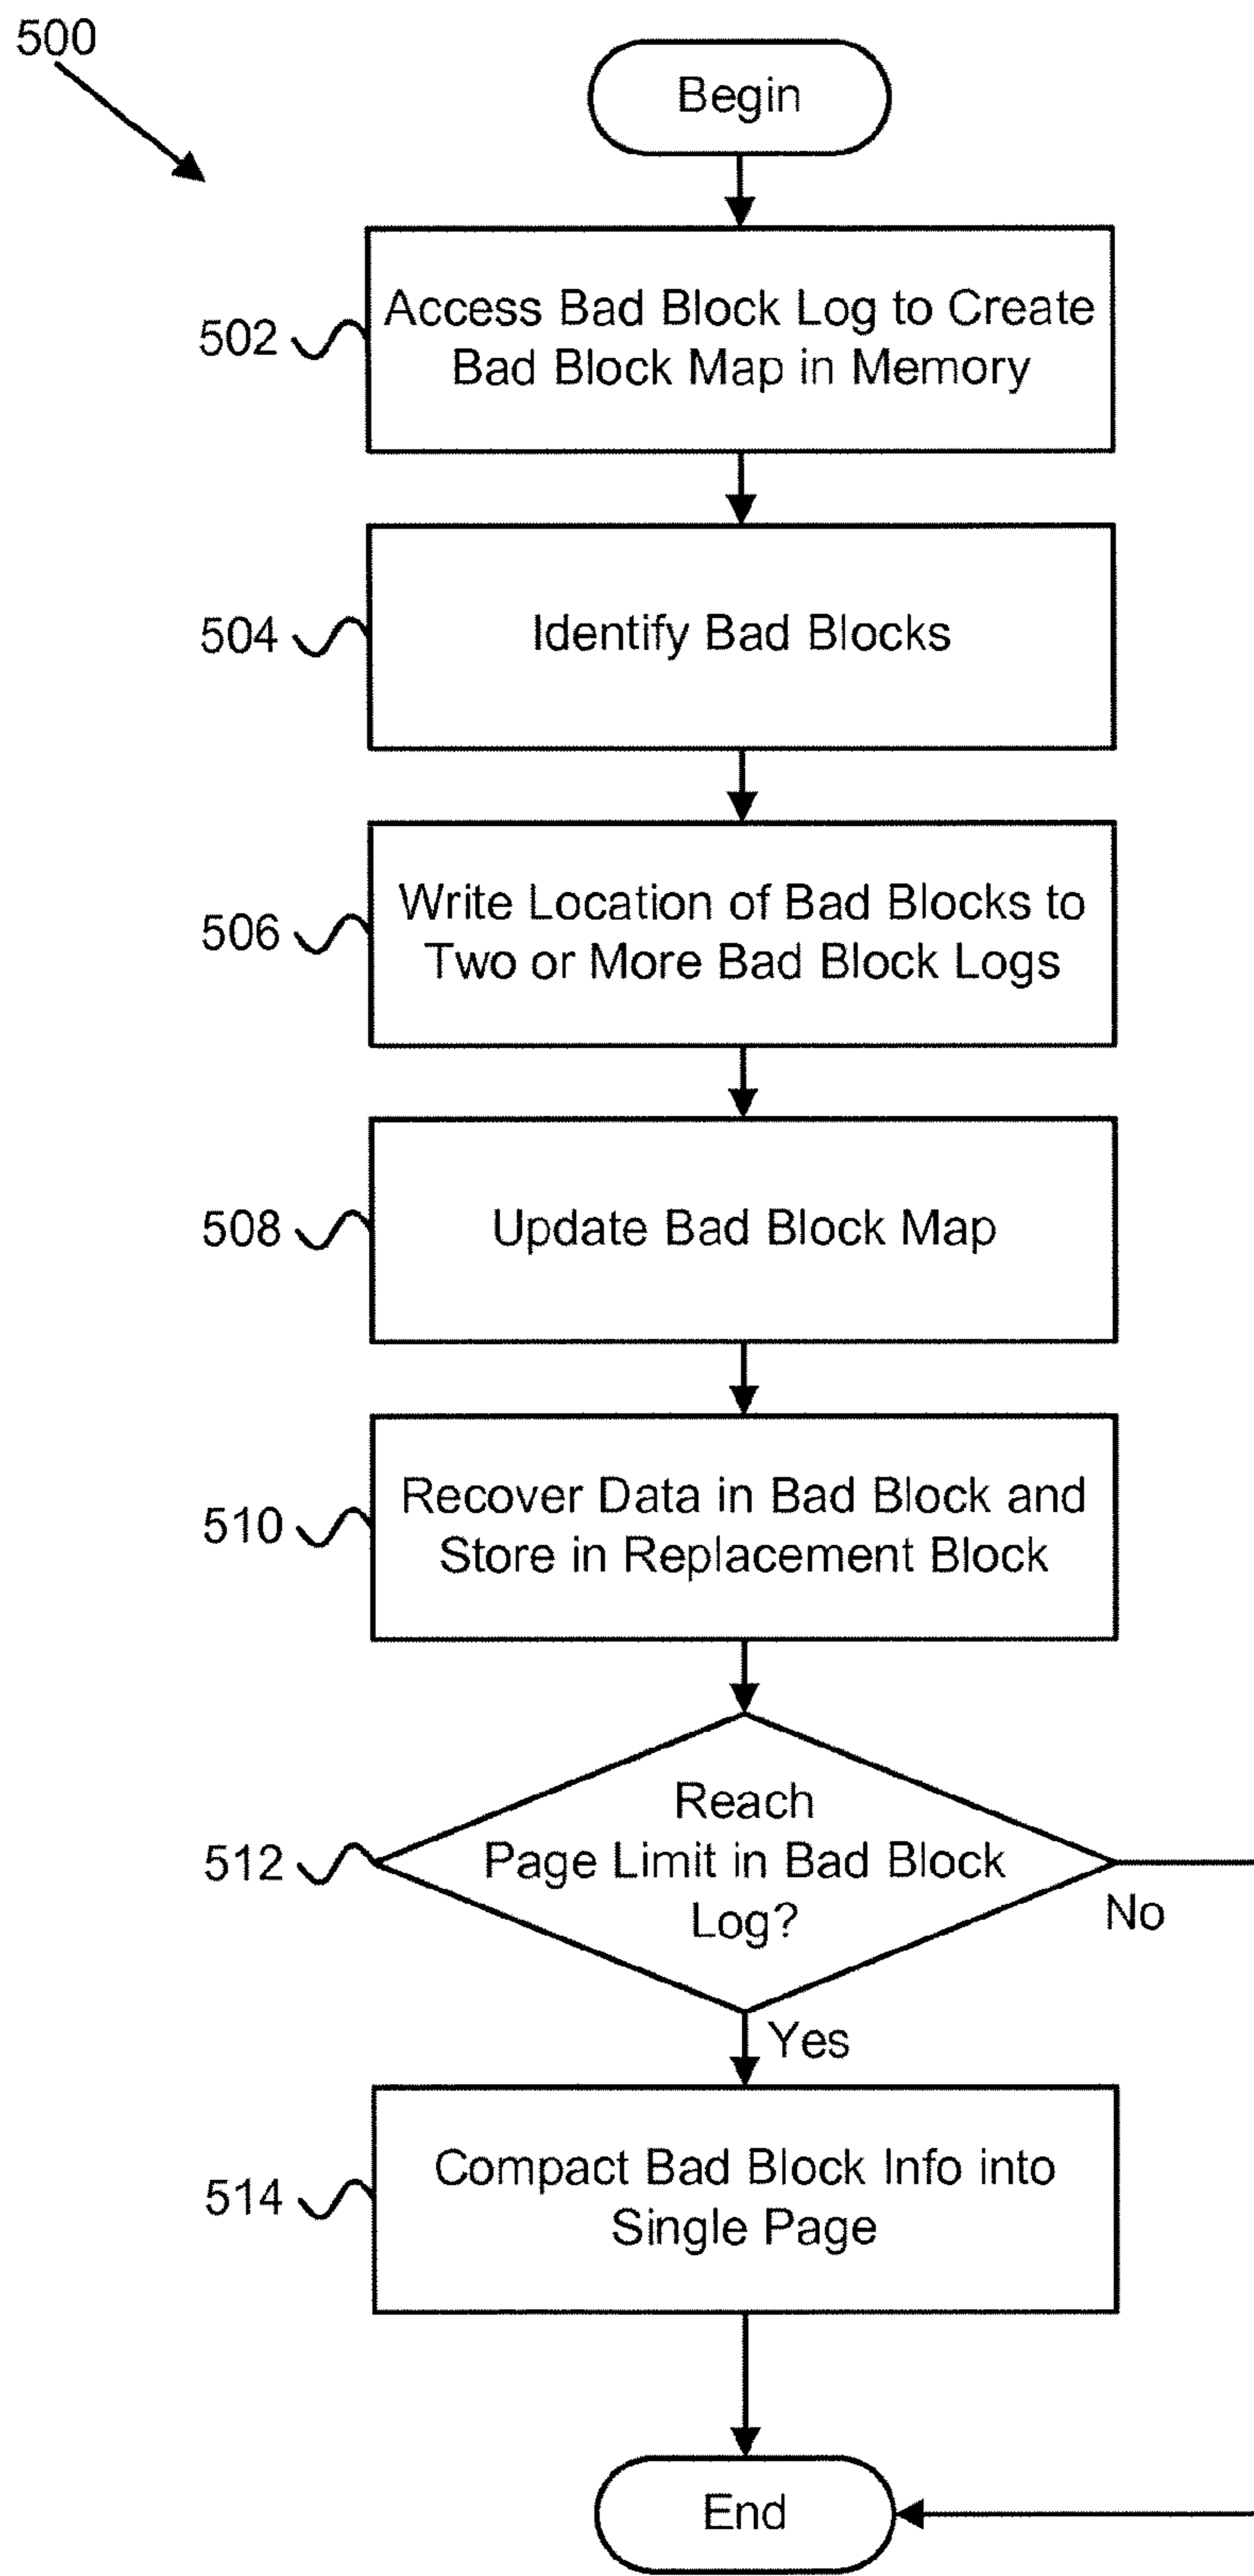 500
Begin
502
Access Bad Block Log to Create
Bad Block Map in Memory
504
Identify Bad Blocks
506
Write Location of Bad Blocks to
Two or More Bad Block Logs
508
Update Bad Block Map
510
Recover Data in Bad Block and
Store in Replacement Block
512
Reach
Page Limit in Bad Block
Log?
No
Yes
514
Compact Bad Block Info into
Single Page
End